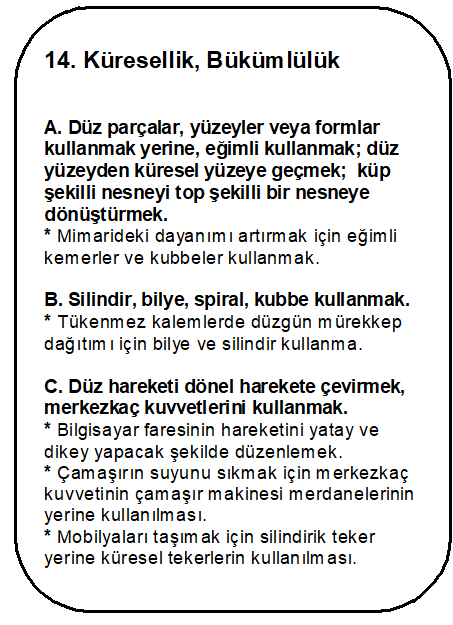 14. Küresellik, Bükümlülük
A. Düz parçalar, yüzeyler veya formlar
kullanmak yerine, eğimli kullanmak; düz
yüzeyden küresel yüzeye geçmek; küp
şekilli nesneyi top şekilli bir nesneye
dönüştürmek.
* Mimarideki dayanımı artırmak için eğimli
kemerler ve kubbeler kullanmak.
B. Silindir, bilye, spiral, kubbe kullanmak.
* Tükenmez kalemlerde düzgün mürekkep
dağıtımı için bilye ve silindir kullanma.
C. Düz hareketi dönel harekete çevirmek,
merkezkaç kuvvetlerini kullanmak.
* Bilgisayar faresinin hareketini yatay ve
dikey yapacak şekilde düzenlemek.
* Çamaşırın suyunu sıkmak için merkezkaç
kuvvetinin çamaşır makinesi merdanelerinin
yerine kullanılması.
* Mobilyaları taşımak için silindirik teker
yerine küresel tekerlerin kullanılması.